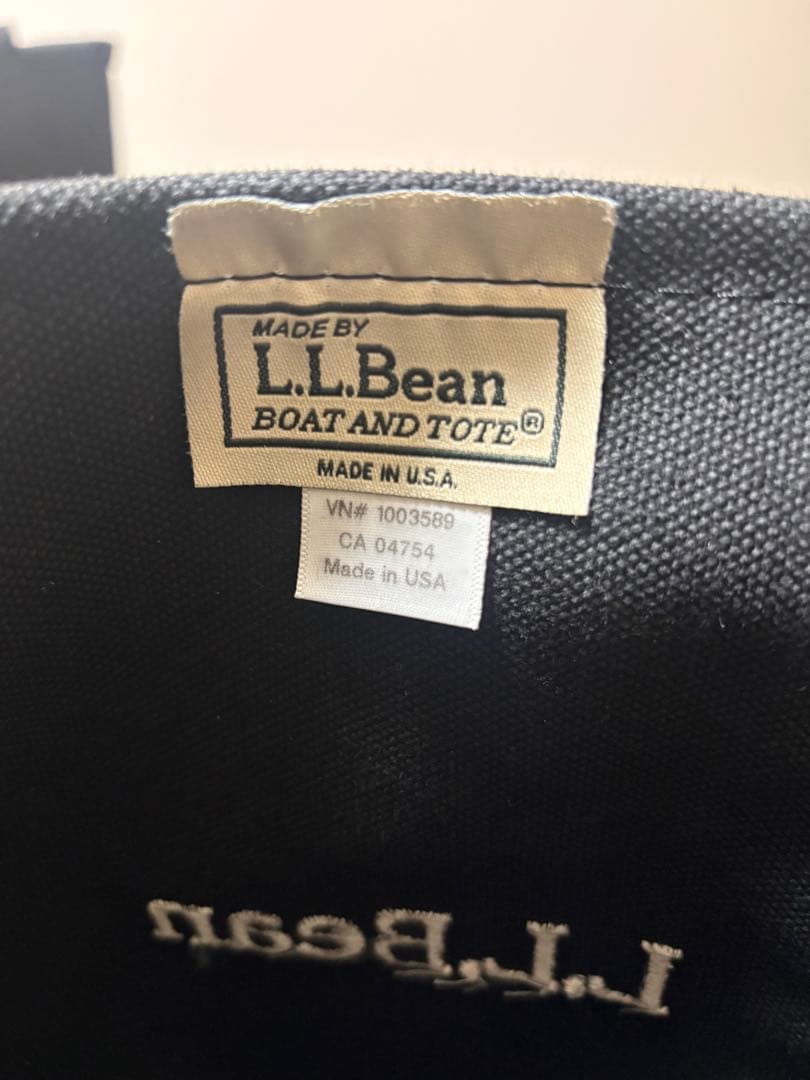 MADE BY
L.L.Bean
BOAT AND TOTE®
MADE IN U.S.A.
VN# 1003589
CA 04754
Made in USA
L.L.Bean